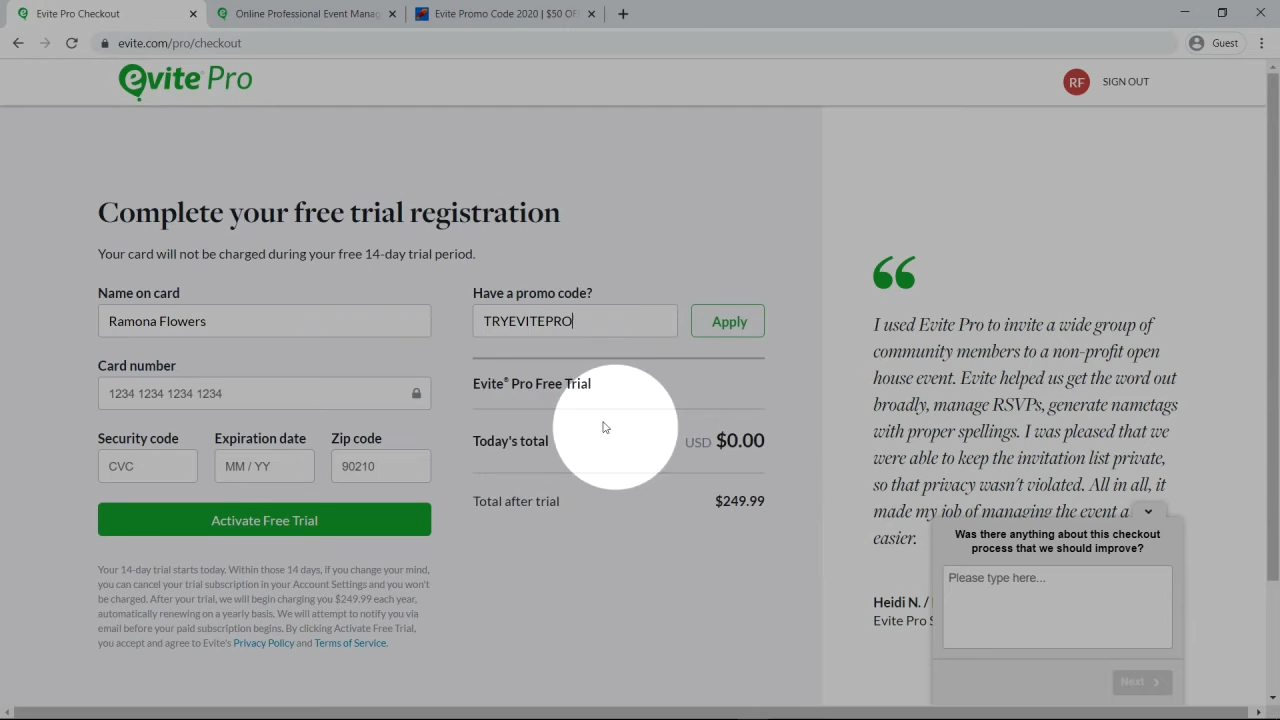 Evite Pro Checkout
Online Professional Event Manag
Evite Promo Code 2020 | $50 OF
evite.com/pro/checkout
Guest
evite Pro
RF
SIGN OUT
Complete your free trial registration
Your card will not be charged during your free 14-day trial period.
Name on card
Ramona Flowers
Card number
1234 1234 1234 1234
Security code
Expiration date
Zip code
CVC
MM / YY
90210
Activate Free Trial
Your 14-day trial starts today. Within those 14 days, if you change your mind,
you can cancel your trial subscription in your Account Settings and you won't
be charged. After your trial, we will begin charging you $249.99 each year,
automatically renewing on a yearly basis. We will attempt to notify you via
email before your paid subscription begins. By clicking Activate Free Trial,
you accept and agree to Evite's Privacy Policy and Terms of Service.
Have a promo code?
TRYEVITEPRO
Apply
Evite® Pro Free Trial
Today's total
USD $0.00
Total after trial
$249.99
I used Evite Pro to invite a wide group of
community members to a non-profit open
house event. Evite helped us get the word out
broadly, manage RSVPs, generate nametags
with proper spellings. I was pleased that we
were able to keep the invitation list private,
so that privacy wasn't violated. All in all, it
made my job of managing the event a
easier.
Heidi N. /
Evite Pro S
Was there anything about this checkout
process that we should improve?
Please type here...
Next